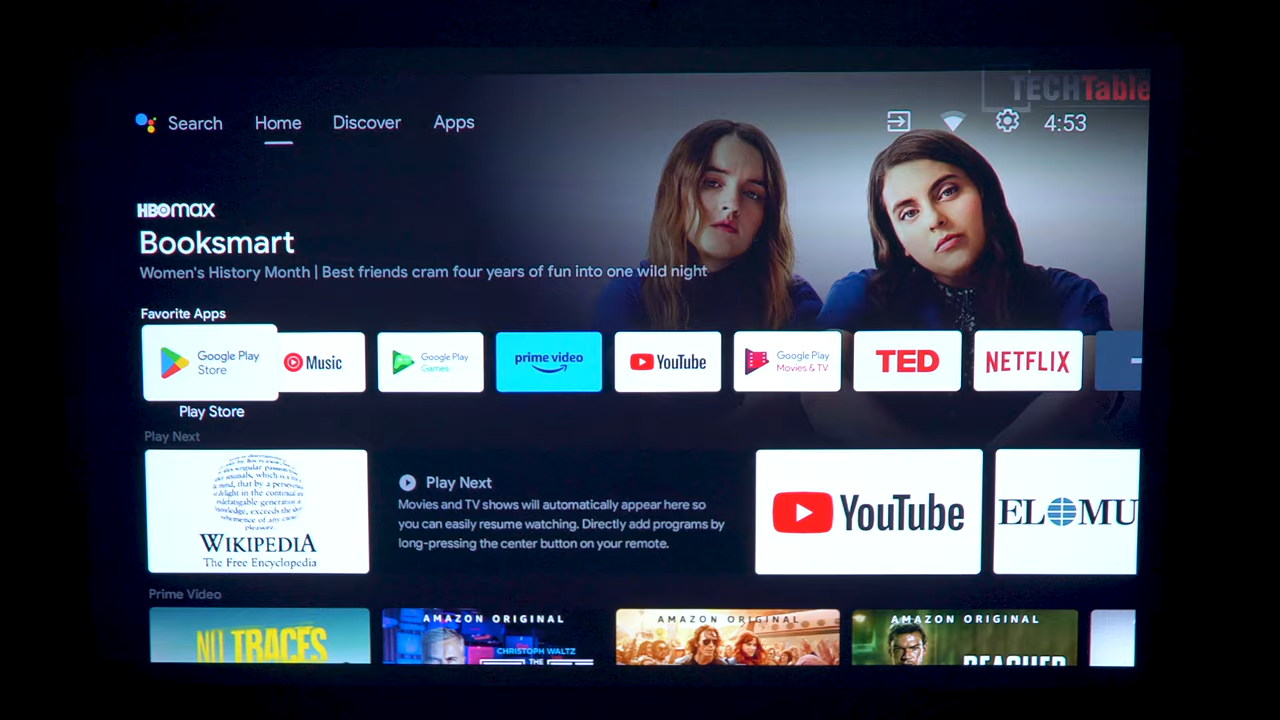 TECHTable
Search
Home
Discover
Apps
4:53
HBOmax
Booksmart
Women's History Month | Best friends cram four years of fun into one wild night
Favorite Apps
Google Play
Store
Music
Google Play
Games
prime video
YouTube
Google Play
Movies & TV
TED
NETFLIX
Play Store
Play Next
WIKIPEDIA
The Free Encyclopedia
Play Next
Movies and TV shows will automatically appear here so
you can easily resume watching. Directly add programs by
long-pressing the center button on your remote.
YouTube
EL MU
Prime Video
TRACES
AMAZON ORIGINAL
CHRISTOPH WALTZ
THE
AMAZON ORIGINAL
AMAZON ORIGINAL
REACHER